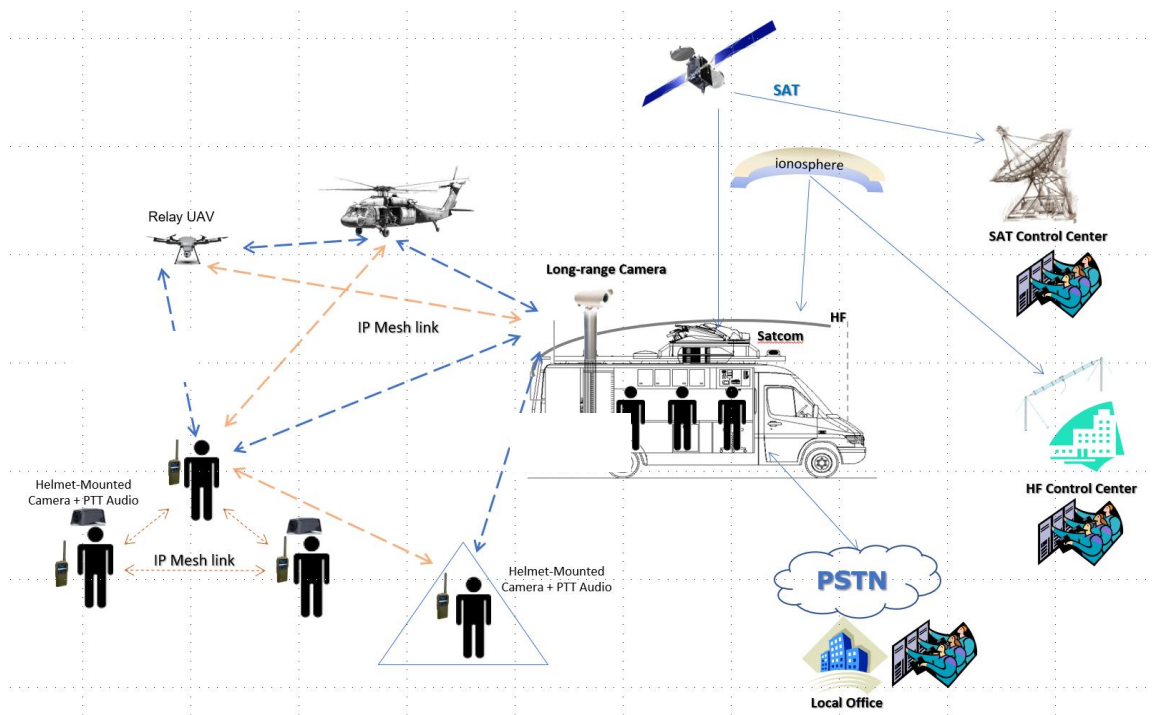 SAT
ionosphere
Relay UAV
SAT Control Center
Long-range Camera
IP Mesh link
HF
Satcom
Helmet-Mounted
Camera + PTT Audio
HF Control Center
IP Mesh link
Helmet-Mounted
Camera + PTT Audio
PSTN
Local Office